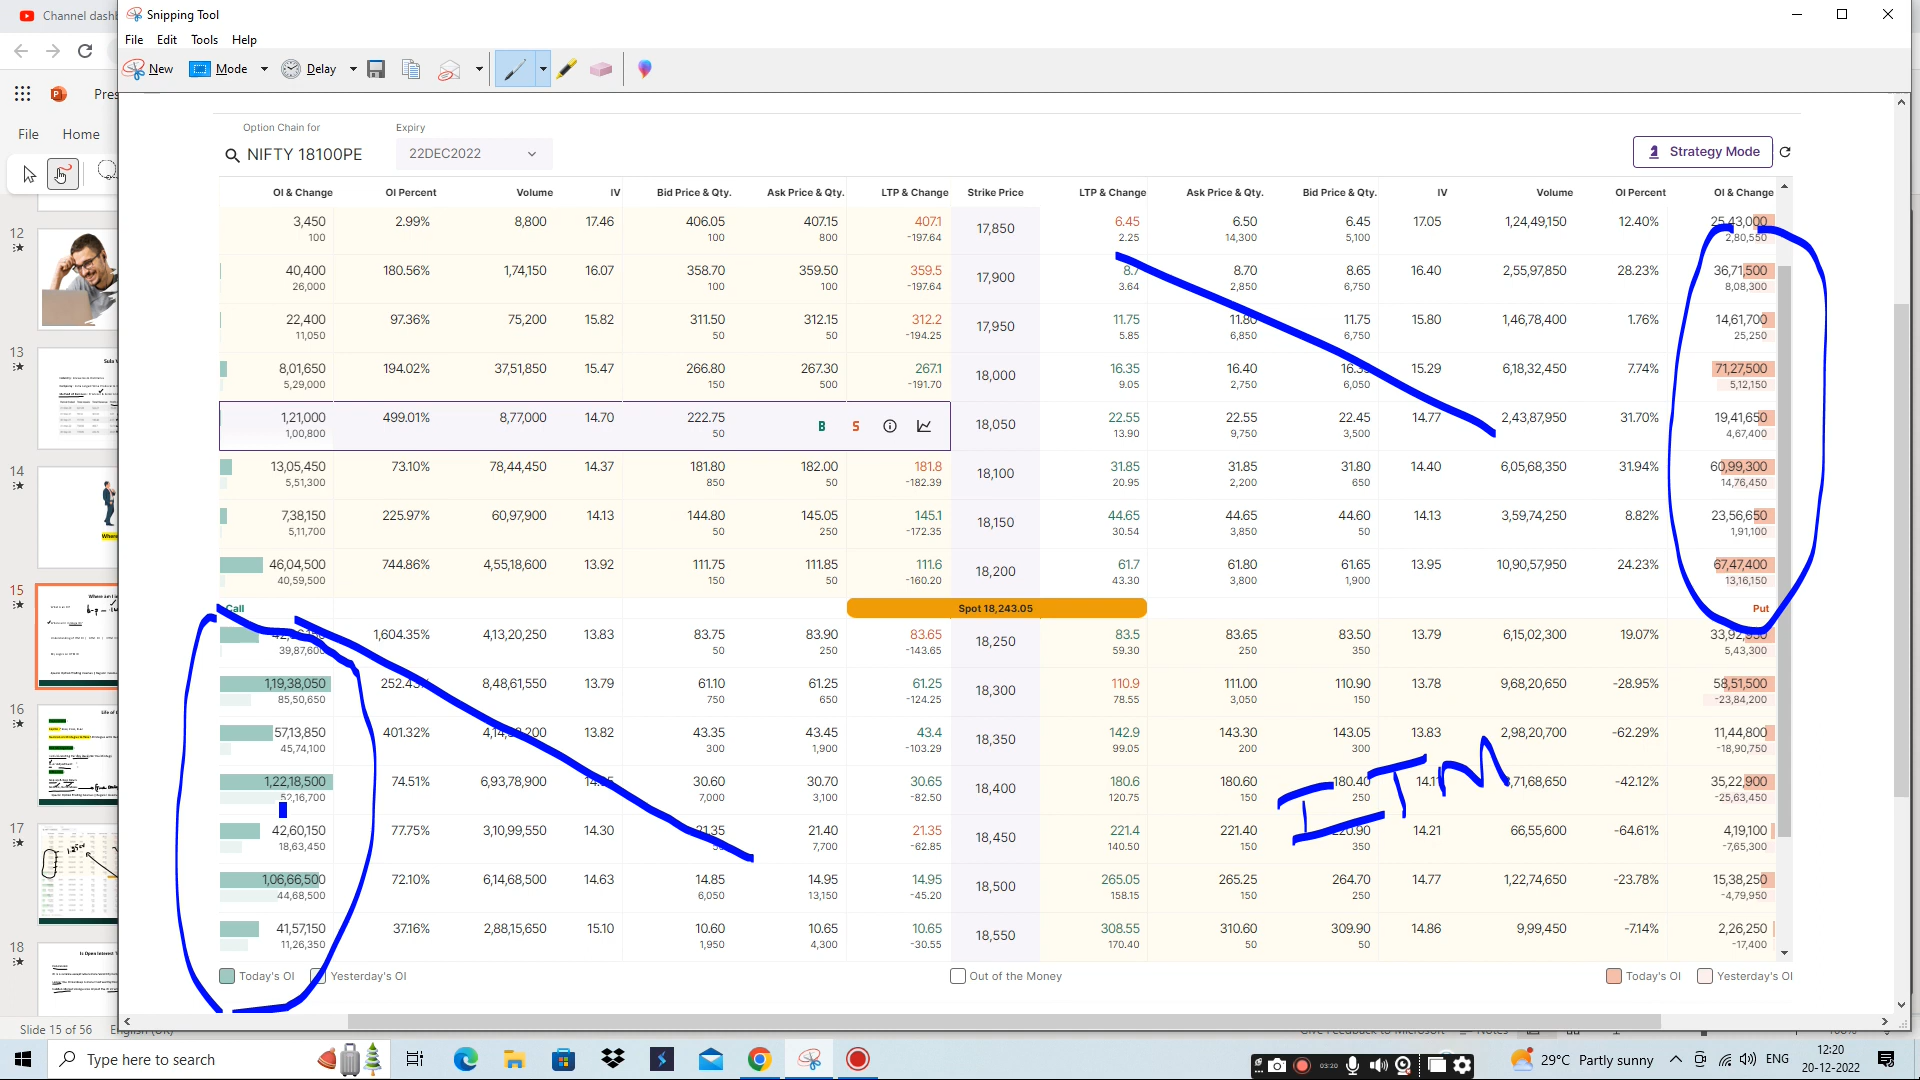 Channel dashb
Snipping Tool
File Edit Tools Help
New Mode Delay
Pres
File Home
Option Chain for Expiry
NIFTY 18100PE 22DEC2022 Strategy Mode
OI & Change OI Percent Volume IV Bid Price & Qty. Ask Price & Qty. LTP & Change Strike Price LTP & Change Ask Price & Qty. Bid Price & Qty. IV Volume OI Percent OI & Change
3,450 2.99% 8,800 17.46 406.05 407.15 407.1 17,850 6.45 6.50 6.45 17.05 1,24,49,150 12.40% 25,43,000
100 100 800 -197.64 2.25 14,300 5,100 2,80,550
40,400 180.56% 1,74,150 16.07 358.70 359.50 359.5 17,900 8.7 8.70 8.65 16.40 2,55,97,850 28.23% 36,71,500
26,000 100 100 -197.64 3.64 2,850 6,750 8,08,300
22,400 97.36% 75,200 15.82 311.50 312.15 312.2 17,950 11.75 11.80 11.75 15.80 1,46,78,400 1.76% 14,61,700
11,050 50 50 -194.25 5.85 6,850 6,750 25,250
8,01,650 194.02% 37,51,850 15.47 266.80 267.30 267.1 18,000 16.35 16.40 15.29 6,18,32,450 7.74% 71,27,500
5,29,000 150 500 -191.70 9.05 2,750 6,050 5,12,150
1,21,000 499.01% 8,77,000 14.70 222.75 B S 18,050 22.55 22.55 22.45 14.77 2,43,87,950 31.70% 19,41,650
1,00,800 50 13.90 9,750 3,500 4,67,400
13,05,450 73.10% 78,44,450 14.37 181.80 182.00 181.8 18,100 31.85 31.85 31.80 14.40 6,05,68,350 31.94% 60,99,300
5,51,300 850 50 -182.39 20.95 2,200 650 14,76,450
7,38,150 225.97% 60,97,900 14.13 144.80 145.05 145.1 18,150 44.65 44.65 44.60 14.13 3,59,74,250 8.82% 23,56,650
5,11,700 50 250 -172.35 30.54 3,850 50 1,91,100
46,04,500 744.86% 4,55,18,600 13.92 111.75 111.85 111.6 18,200 61.7 61.80 61.65 13.95 10,90,57,950 24.23% 67,47,400
40,59,500 150 50 -160.20 43.30 3,800 1,900 13,16,150
Call Spot 18,243.05 Put
1,604.35% 4,13,20,250 13.83 83.75 83.90 83.65 18,250 83.5 83.65 83.50 13.79 6,15,02,300 19.07%
39,87,600 50 250 -143.65 59.30 250 350 5,43,300
1,19,38,050 8,48,61,550 13.79 61.10 61.25 61.25 18,300 110.9 111.00 110.90 13.78 9,68,20,650 -28.95% 58,51,500
85,50,650 750 650 -124.25 78.55 3,050 150 -23,84,200
57,13,850 401.32% 13.82 43.35 43.45 43.4 18,350 142.9 143.30 143.05 13.83 2,98,20,700 -62.29% 11,44,800
45,74,100 300 1,900 -103.29 99.05 200 300 -18,90,750
1,22,18,500 74.51% 6,93,78,900 30.60 30.70 30.65 18,400 180.6 180.60 180.40 -42.12% 35,22,900
52,16,700 7,000 3,100 -82.50 120.75 150 250 -25,63,450
ITM
42,60,150 77.75% 3,10,99,550 14.30 21.35 21.40 21.35 18,450 221.4 221.40 14.21 66,55,600 -64.61% 4,19,100
18,63,450 7,700 -62.85 140.50 150 350 -7,65,300
1,06,66,500 72.10% 6,14,68,500 14.63 14.85 14.95 14.95 18,500 265.05 265.25 264.70 14.77 1,22,74,650 -23.78% 15,38,250
44,68,500 6,050 13,150 -45.20 158.15 150 250 -4,79,950
41,57,150 37.16% 2,88,15,650 15.10 10.60 10.65 10.65 18,550 308.55 310.60 309.90 14.86 9,99,450 -7.14% 2,26,250
11,26,350 1,950 4,300 -30.55 170.40 50 50 -17,400
Today's OI Yesterday's OI Out of the Money Today's OI Yesterday's OI
12
13
14
15
16
17
18
Slide 15 of 56
Type here to search
29°C Partly sunny ENG 12:20
20-12-2022